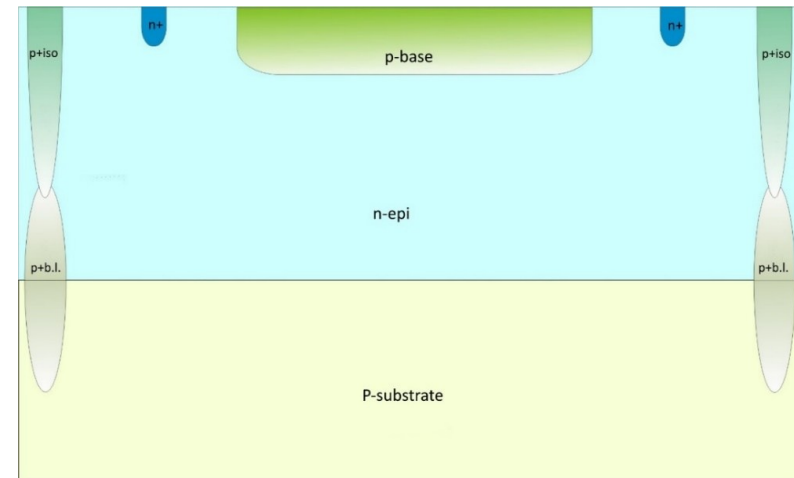 n+
n+
p+iso
p-base
p+iso
n-epi
p+b.l.
p+b.l.
P-substrate